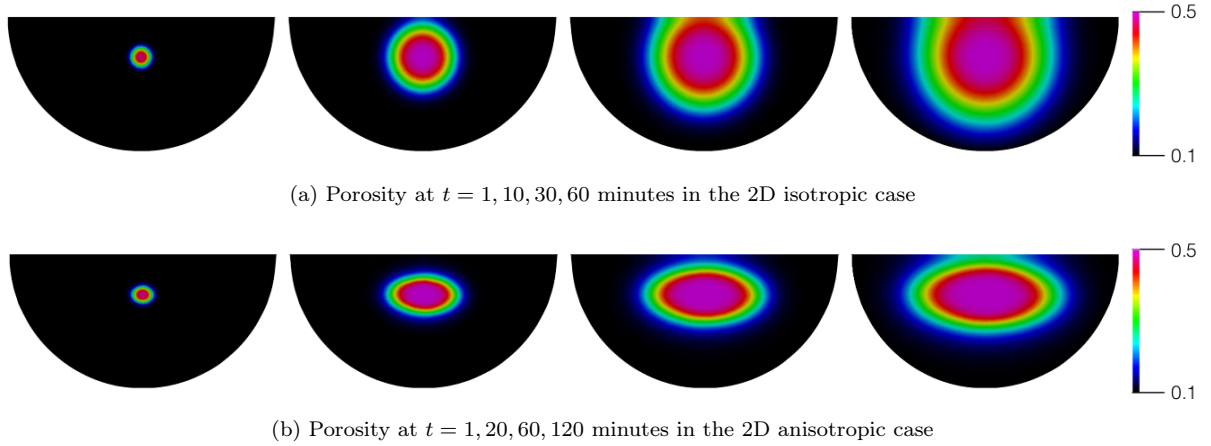 0.5
0.1
(a) Porosity at t = 1, 10, 30, 60 minutes in the 2D isotropic case
0.5
0.1
(b) Porosity at t = 1, 20, 60, 120 minutes in the 2D anisotropic case